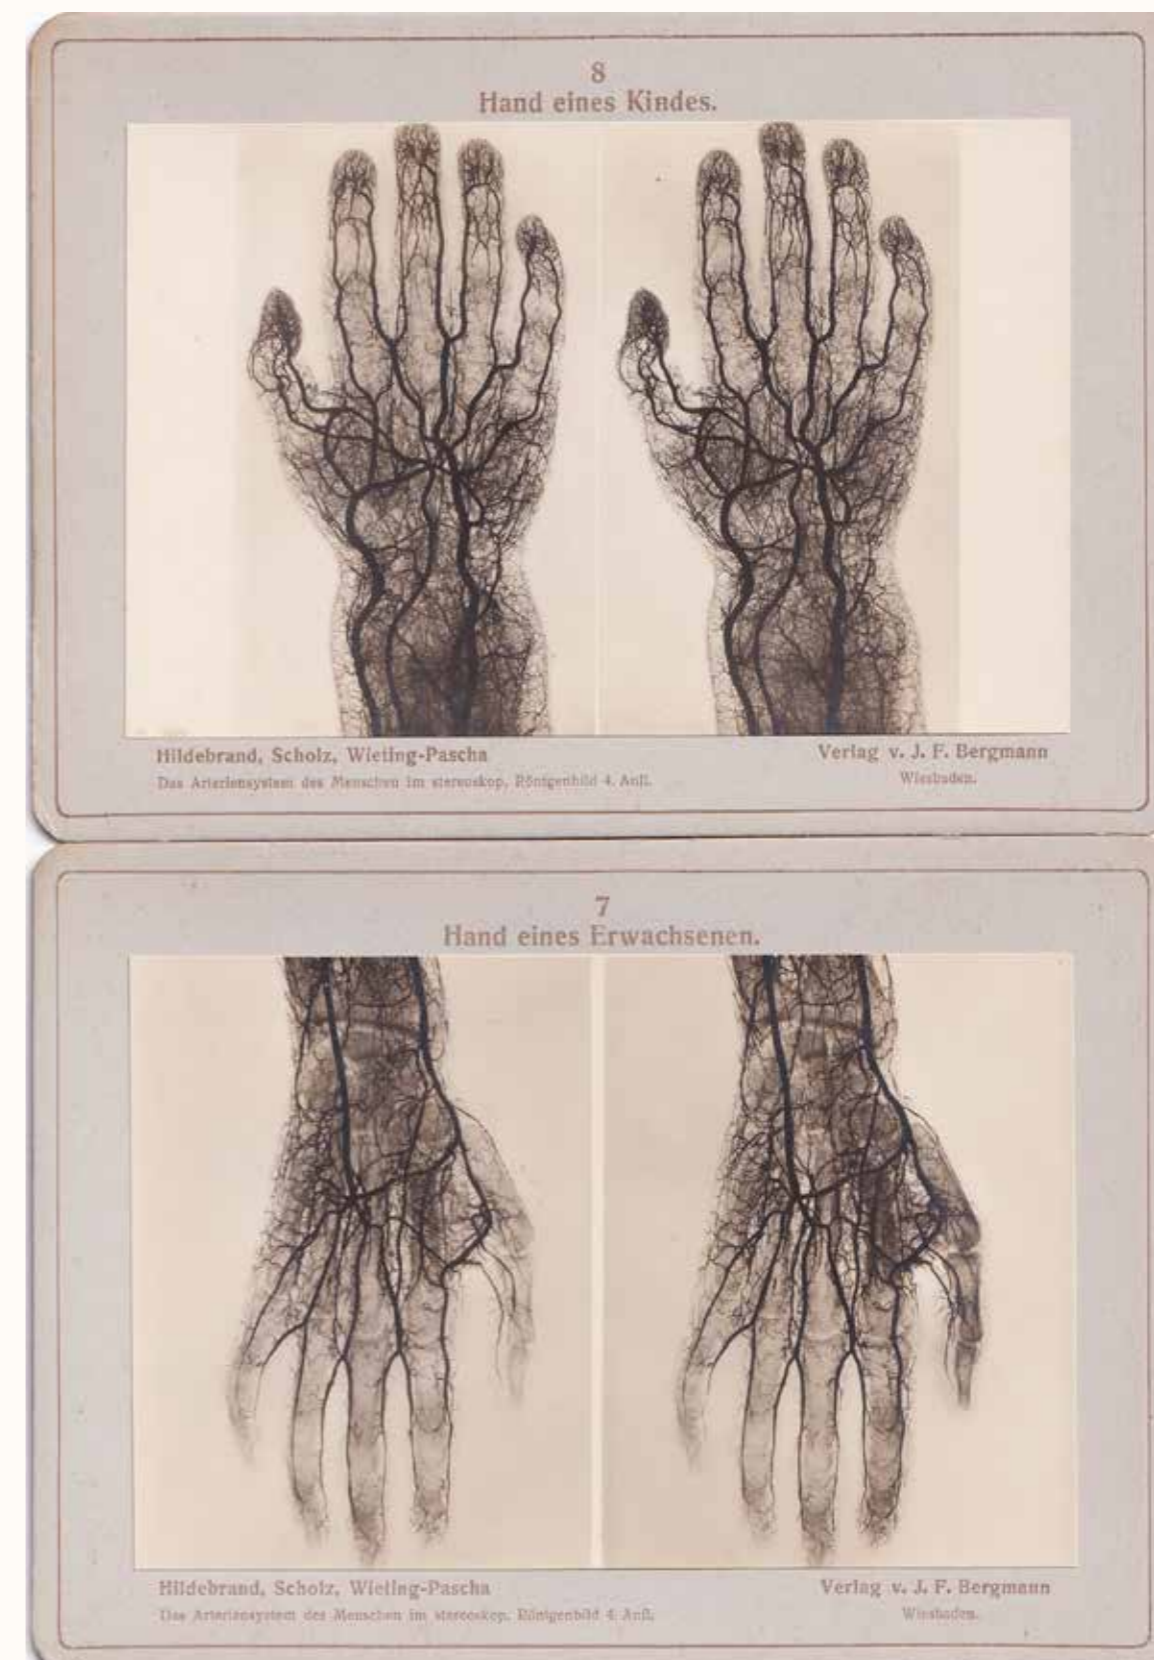 8
Hand eines Kindes.
Hildebrand, Scholz, Wieting-Pascha
Verlag v. J. F. Bergmann
Das Arteriensystem des Menschen im stereoskop. Röntgenbild 4. Aufl.
Wiesbaden.
7
Hand eines Erwachsenen.
Hildebrand, Scholz, Wieting-Pascha
Verlag v. J. F. Bergmann
Das Arteriensystem des Menschen im stereoskop. Röntgenbild 4. Aufl.
Wiesbaden.